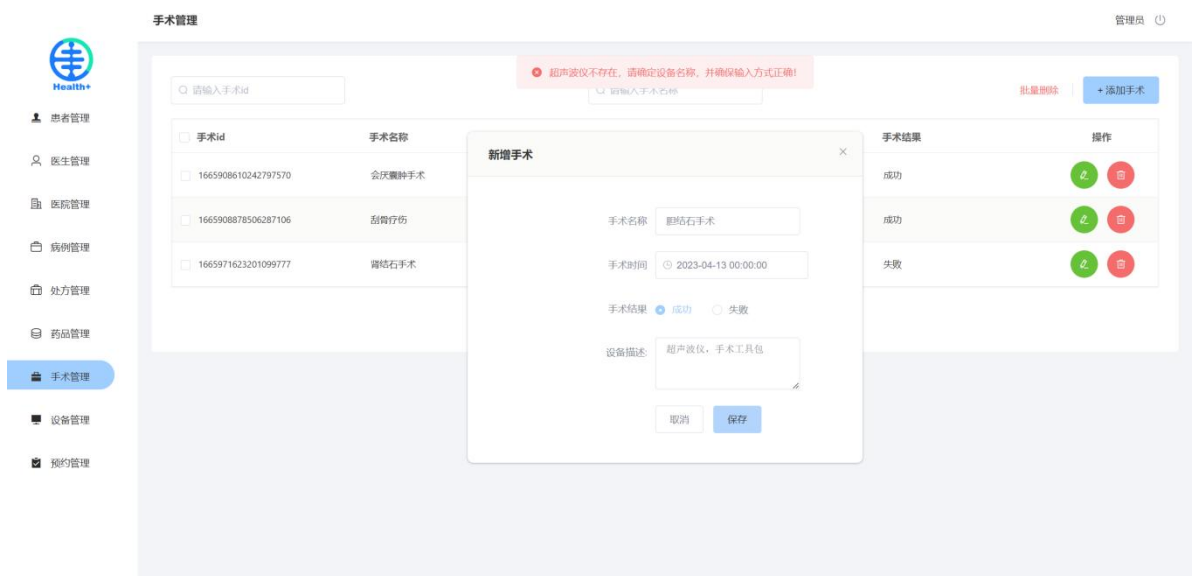 手术管理
管理员
Health+
患者管理
医生管理
医院管理
病例管理
处方管理
药品管理
手术管理
设备管理
预约管理
超声波仪不存在，请确定设备名称，并确保输入方式正确！
请输入手术id
请输入手术名称
批量删除
+ 添加手术
手术id
手术名称
手术结果
操作
1665908610242797570
会厌囊肿手术
成功
1665908878506287106
刮骨疗伤
成功
1665971623201099777
肾结石手术
失败
新增手术
手术名称
胆结石手术
手术时间
2023-04-13 00:00:00
手术结果
成功
失败
设备描述:
超声波仪，手术工具包
取消
保存